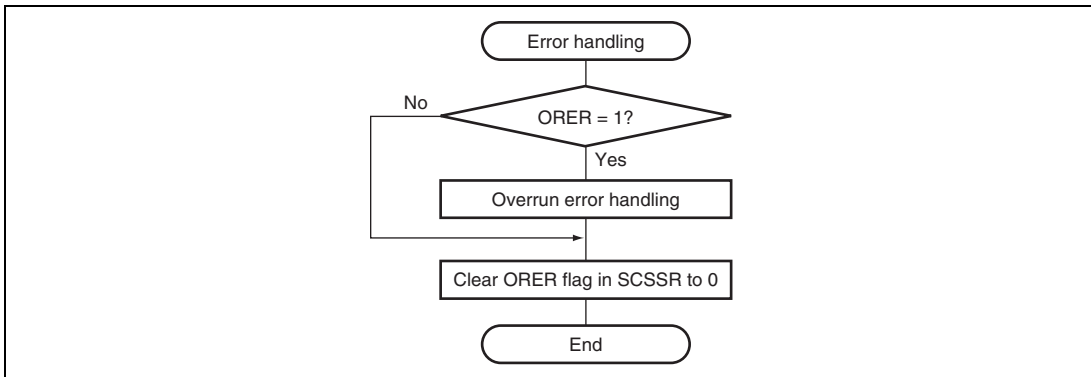 Error handling
No
ORER = 1?
Yes
Overrun error handling
Clear ORER flag in SCSSR to 0
End